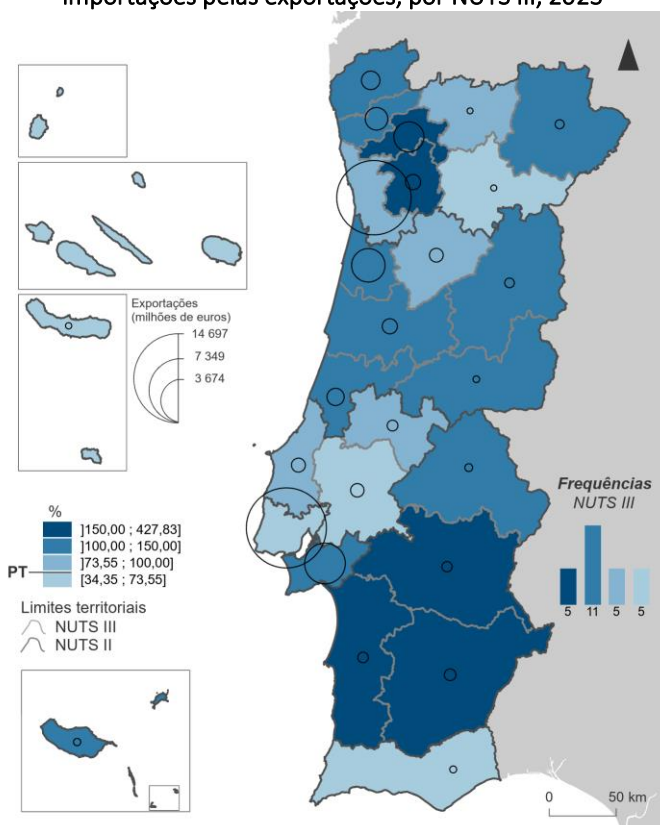 importações pelas exportações, por NUTS III, 2023
Exportações
(milhões de euros)
14 697
7 349
3 674
%
]150,00 ; 427,83]
]100,00 ; 150,00]
]73,55 ; 100,00]
PT
[34,35 ; 73,55]
Limites territoriais
NUTS III
NUTS II
Frequências
NUTS III
5 11 5 5
0 50 km